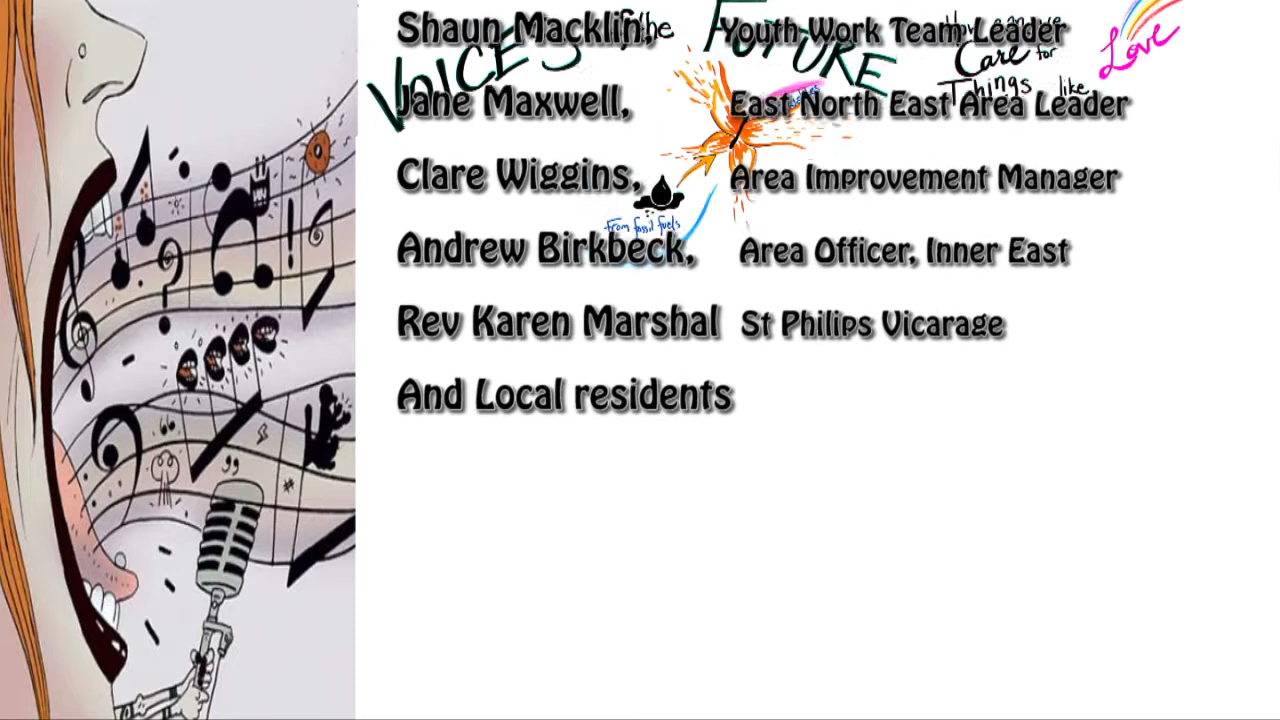 Shaun Macklin, Youth Work Team Leader
VOICES of the FUTURE
Care for
Things like
Love
Jane Maxwell, East North East Area Leader
Clare Wiggins, Area Improvement Manager
From fossil fuels
Andrew Birkbeck, Area Officer, Inner East
Rev Karen Marshal St Philips Vicarage
And Local residents